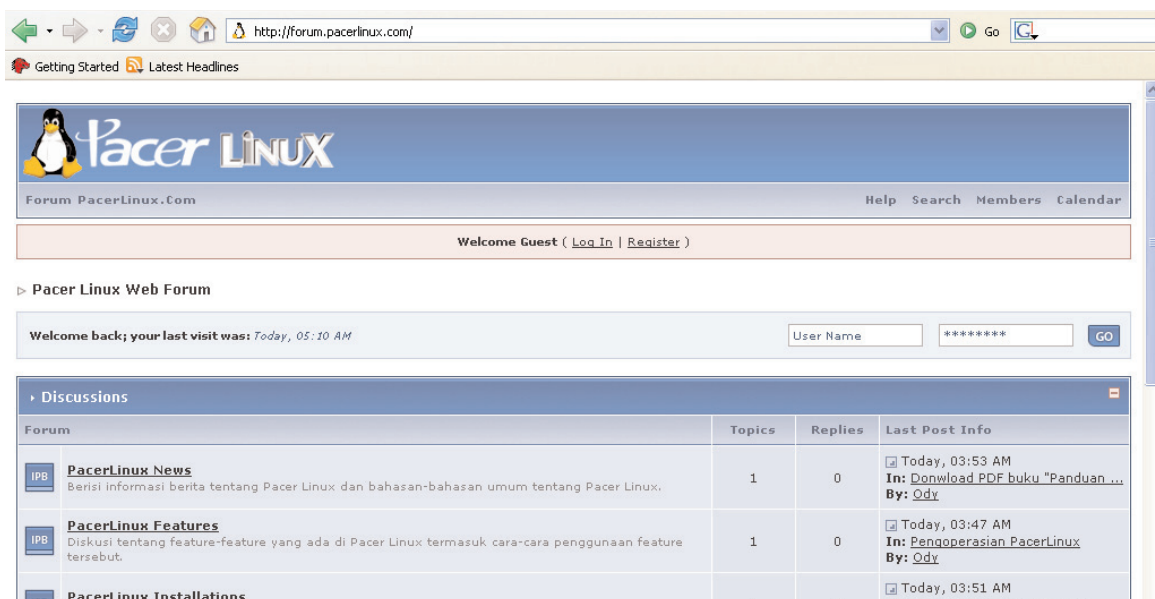 http://forum.pacerlinux.com/
Go
G
Getting Started Latest Headlines
Pacer LINUX
Forum PacerLinux.Com Help Search Members Calendar
Welcome Guest ( Log In | Register )
Pacer Linux Web Forum
Welcome back; your last visit was: Today, 05:10 AM User Name ******** GO
Discussions
Forum Topics Replies Last Post Info
IPB PacerLinux News 1 0 Today, 03:53 AM
Berisi informasi berita tentang Pacer Linux dan bahasan-bahasan umum tentang Pacer Linux. In: Donwload PDF buku "Panduan ...
By: Ody
IPB PacerLinux Features 1 0 Today, 03:47 AM
Diskusi tentang feature-feature yang ada di Pacer Linux termasuk cara-cara penggunaan feature In: Pengoperasian PacerLinux
tersebut. By: Ody
PacerLinux Installations Today, 03:51 AM